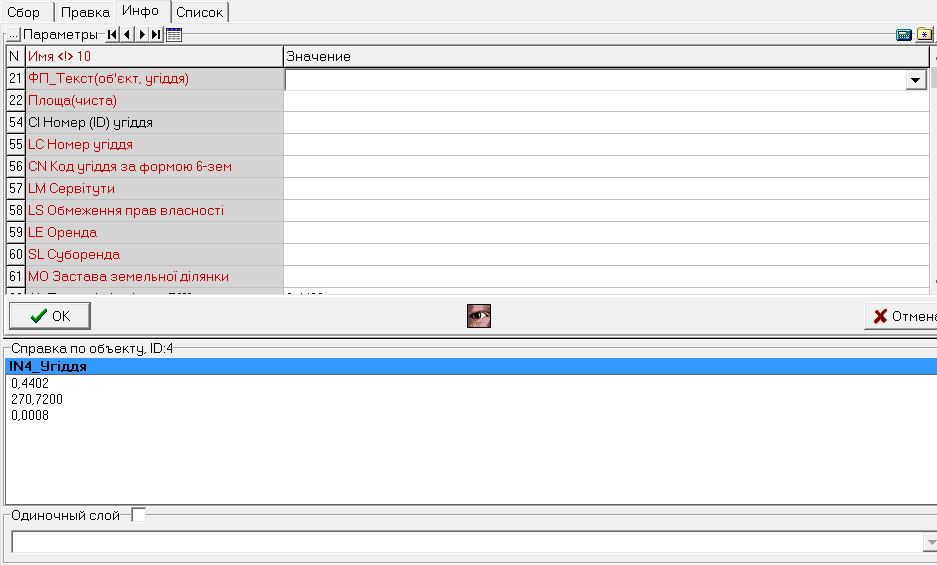 Сбор Правка Инфо Список
... Параметры
N Имя <!> 10 Значение
21 ФП_Текст(об'єкт, угіддя)
22 Площа(чиста)
54 CI Номер (ID) угіддя
55 LC Номер угіддя
56 CN Код угіддя за формою 6-зем
57 LM Сервітути
58 LS Обмеження прав власності
59 LE Оренда
60 SL Суборенда
61 MO Застава земельної ділянки
OK Отмена
Справка по объекту, ID:4
IN4_Угіддя
0,4402
270,7200
0,0008
Одиночный слой